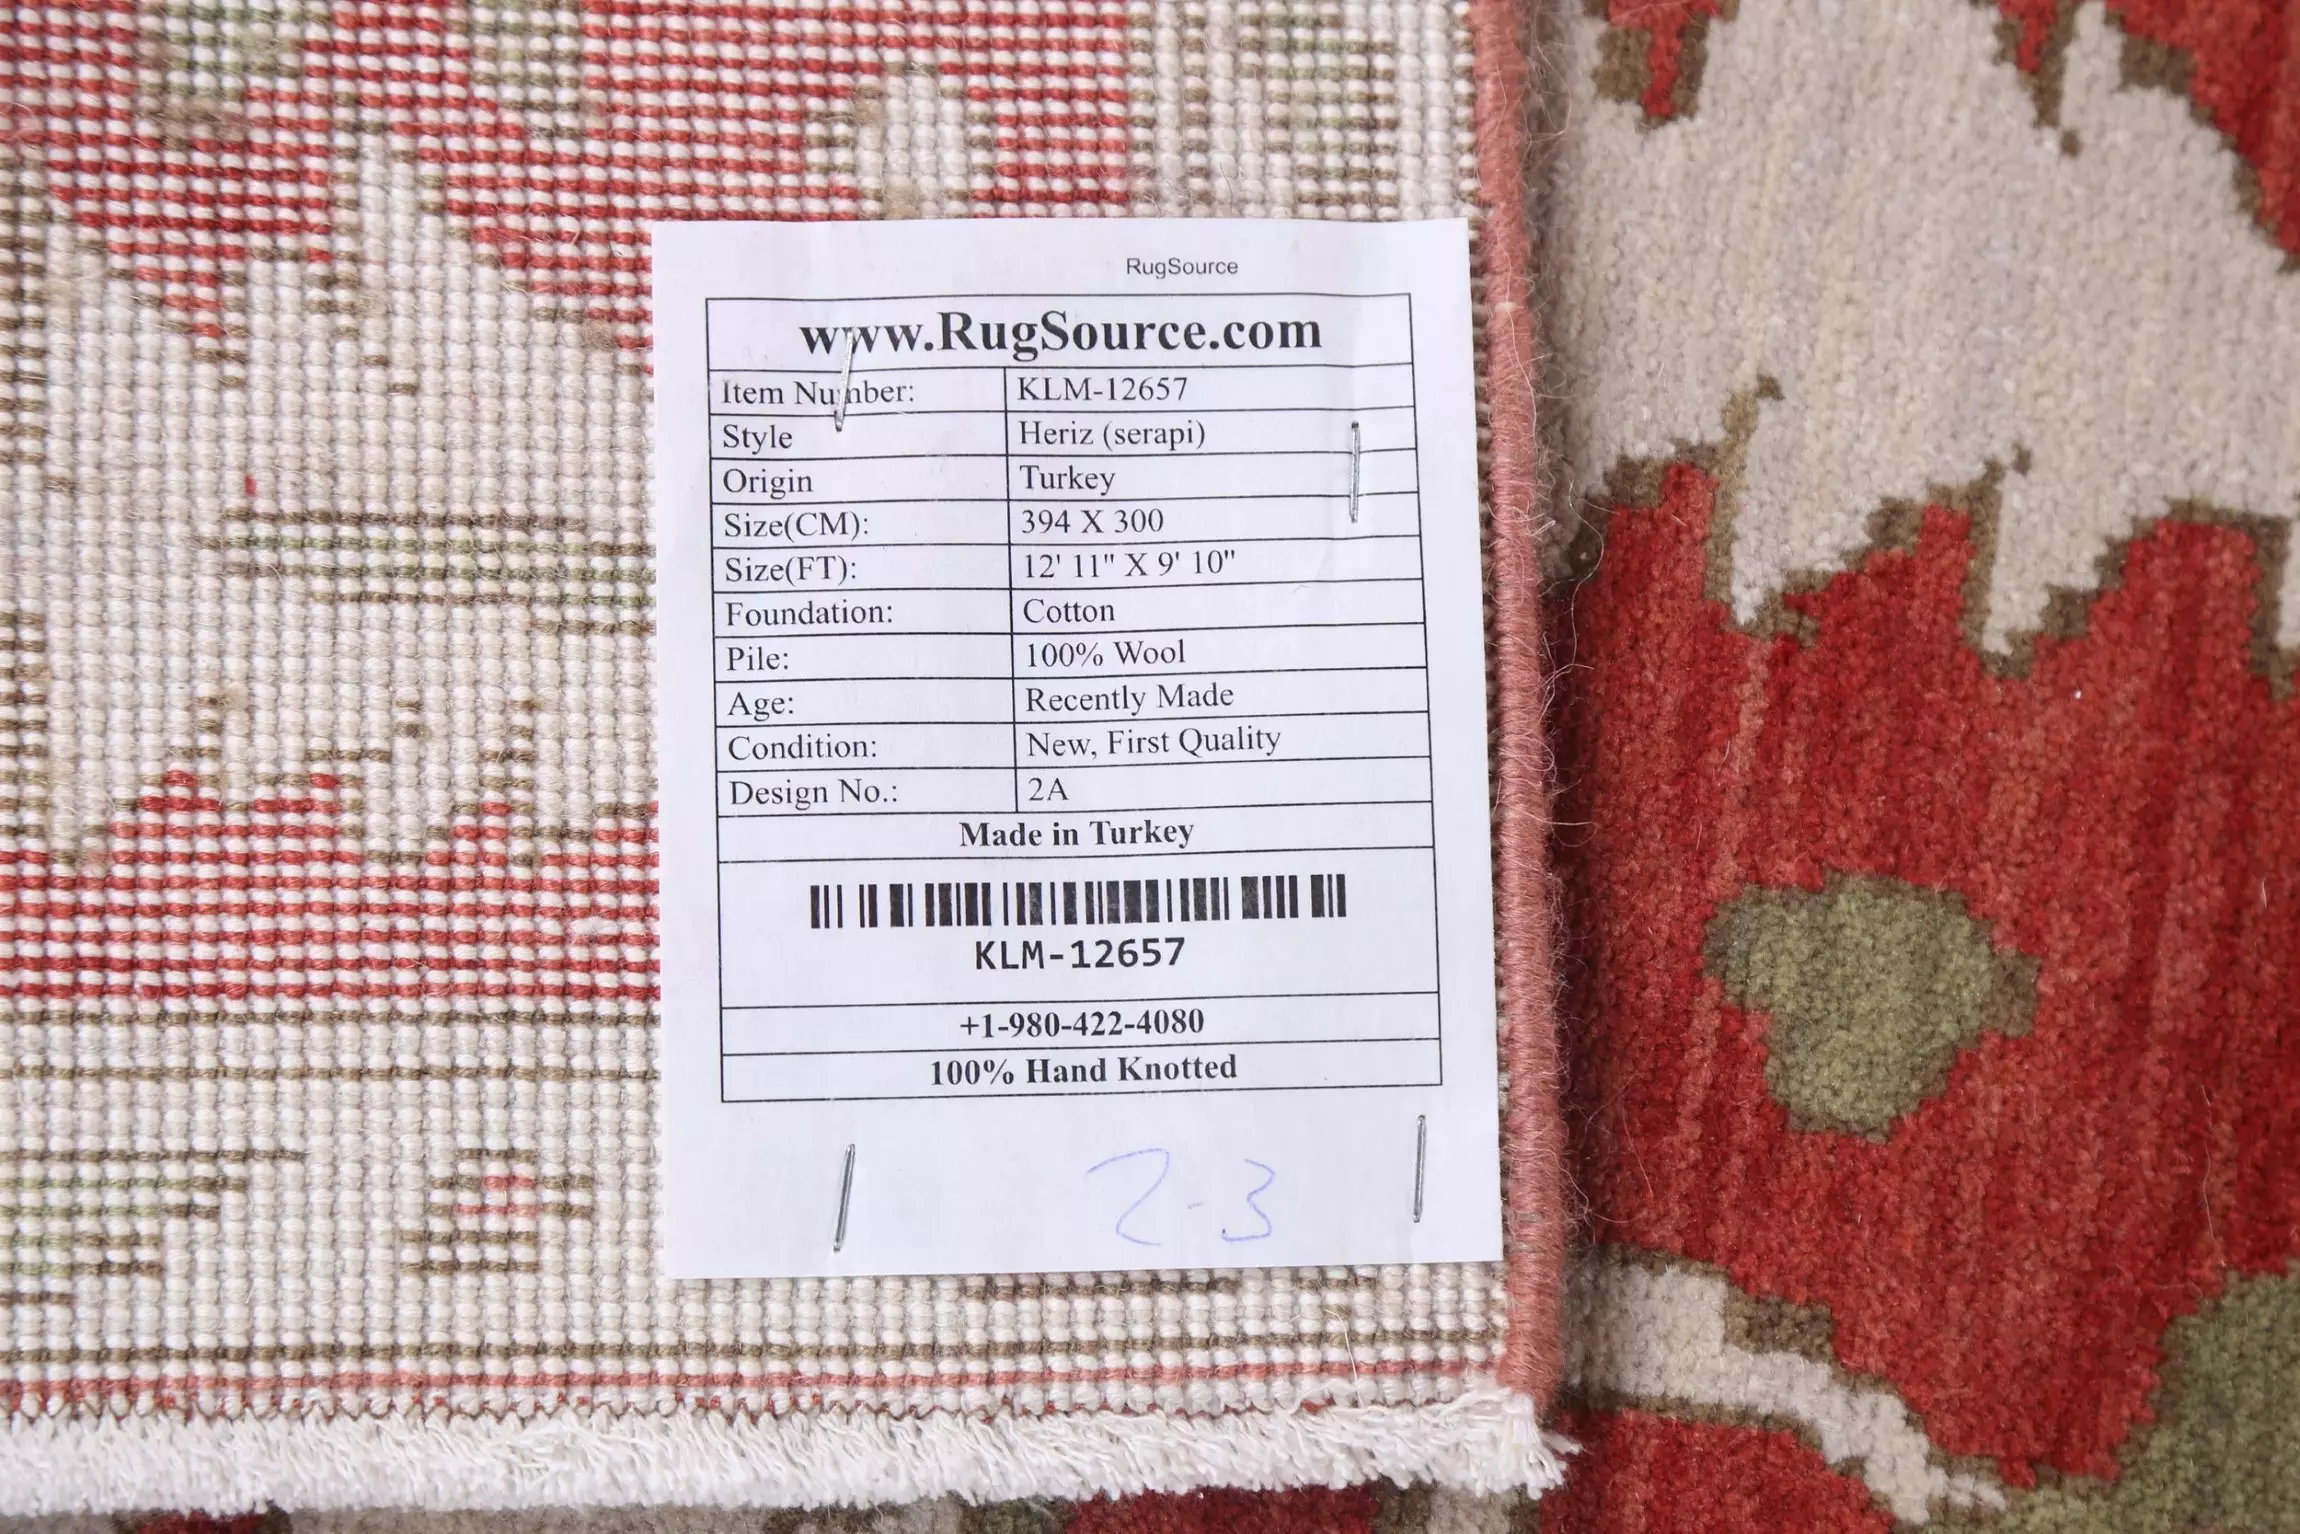 RugSource
www.RugSource.com
Item Number: KLM-12657
Style Heriz (serapi)
Origin Turkey
Size(CM): 394 X 300
Size(FT): 12' 11" X 9' 10"
Foundation: Cotton
Pile: 100% Wool
Age: Recently Made
Condition: New, First Quality
Design No.: 2A
Made in Turkey
KLM-12657
+1-980-422-4080
100% Hand Knotted
2-3